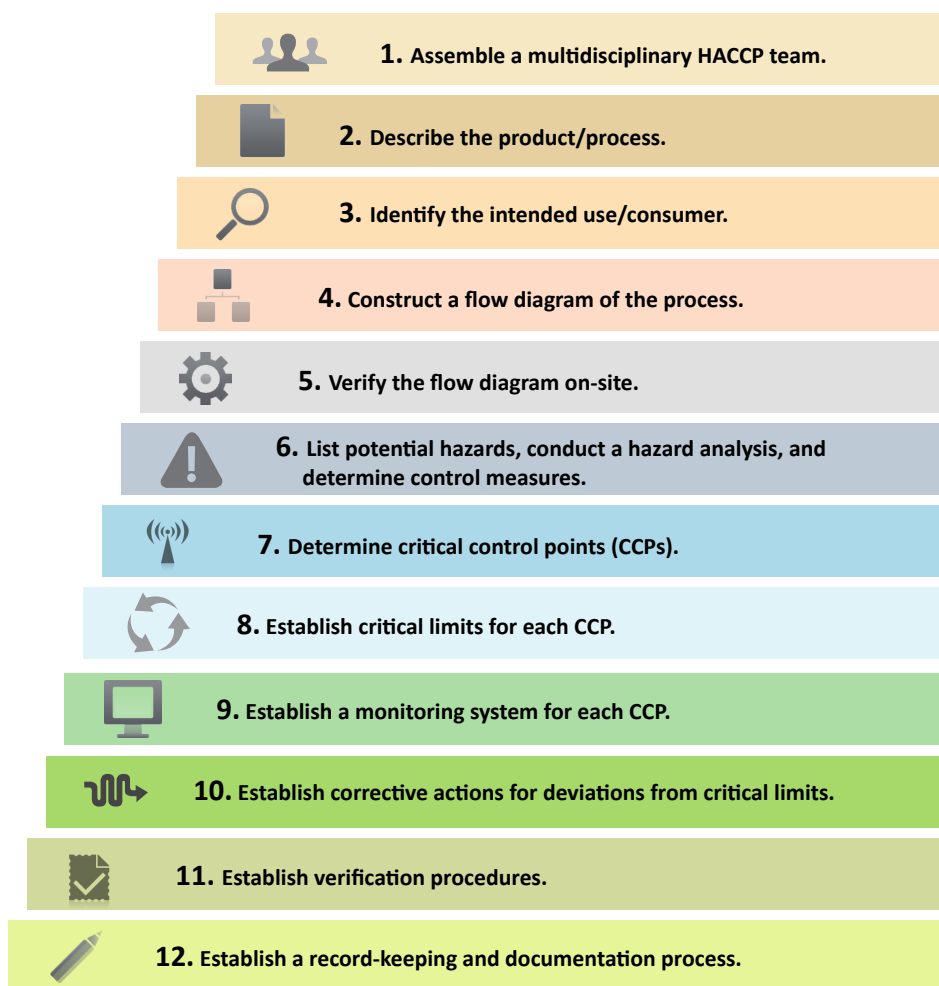 1. Assemble a multidisciplinary HACCP team.
2. Describe the product/process.
3. Identify the intended use/consumer.
4. Construct a flow diagram of the process.
5. Verify the flow diagram on-site.
6. List potential hazards, conduct a hazard analysis, and
determine control measures.
7. Determine critical control points (CCPs).
8. Establish critical limits for each CCP.
9. Establish a monitoring system for each CCP.
10. Establish corrective actions for deviations from critical limits.
11. Establish verification procedures.
12. Establish a record-keeping and documentation process.